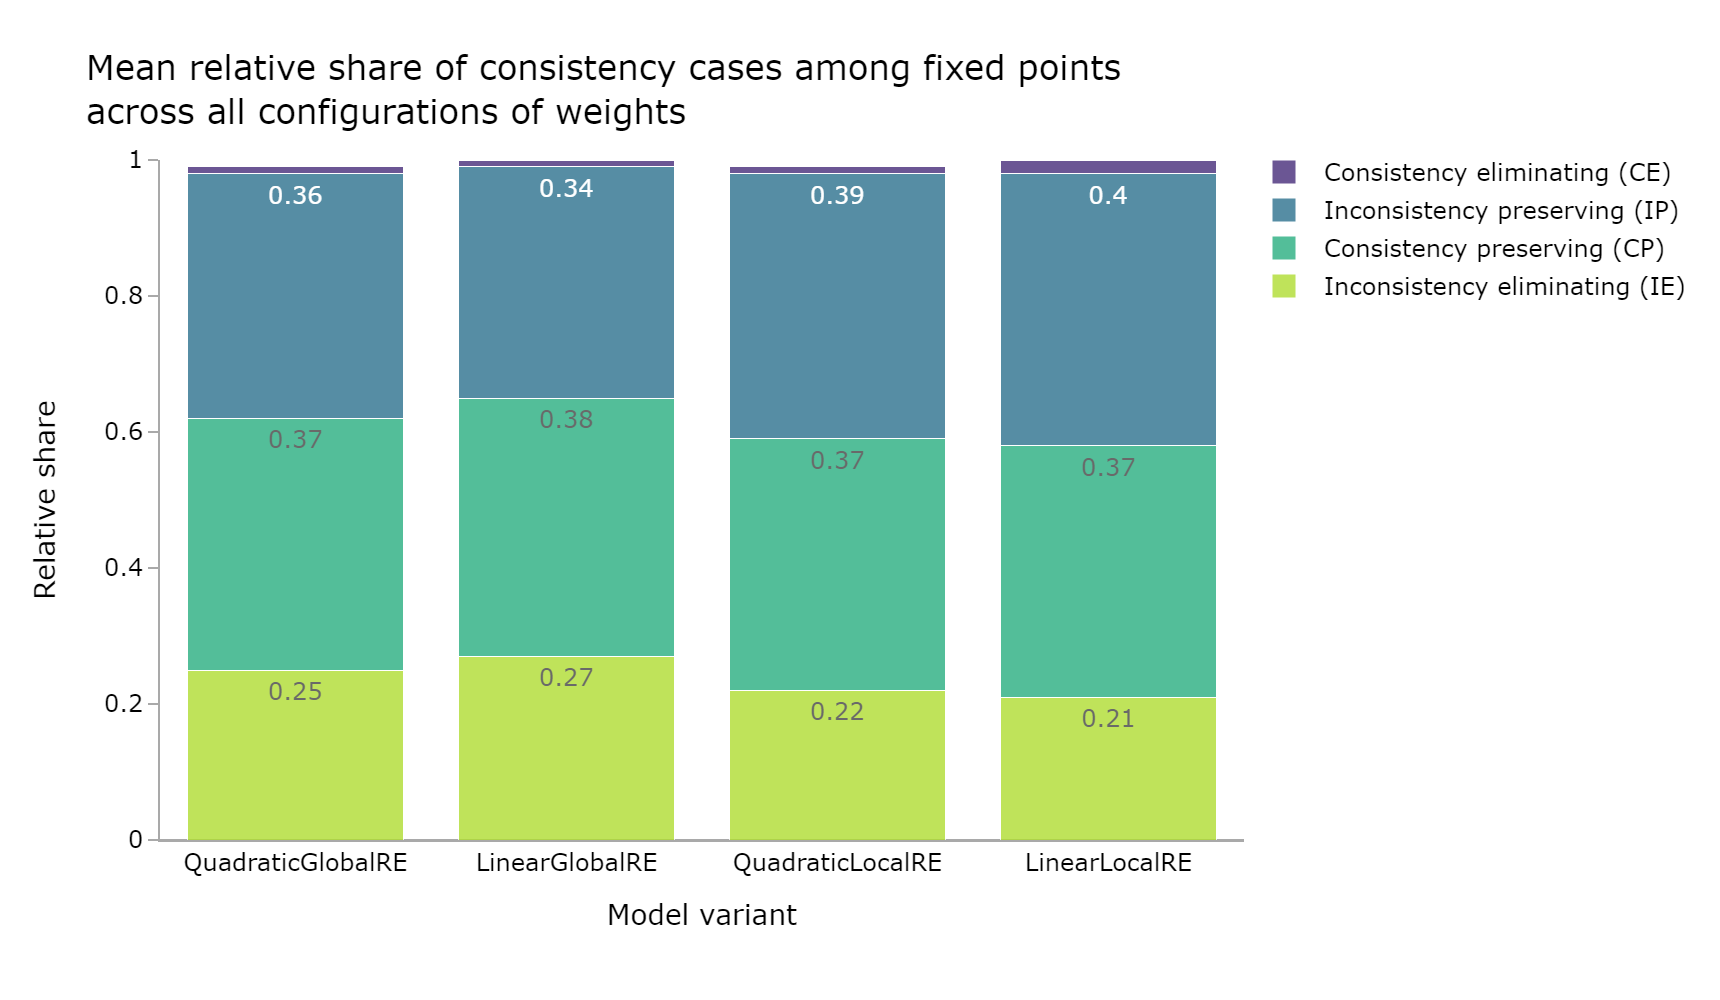 Mean relative share of consistency cases among fixed points
across all configurations of weights
Consistency eliminating (CE)
Inconsistency preserving (IP)
Consistency preserving (CP)
Inconsistency eliminating (IE)
Relative share
1
0.8
0.6
0.4
0.2
0
0.36
0.34
0.39
0.4
0.37
0.38
0.37
0.37
0.25
0.27
0.22
0.21
QuadraticGlobalRE
LinearGlobalRE
QuadraticLocalRE
LinearLocalRE
Model variant